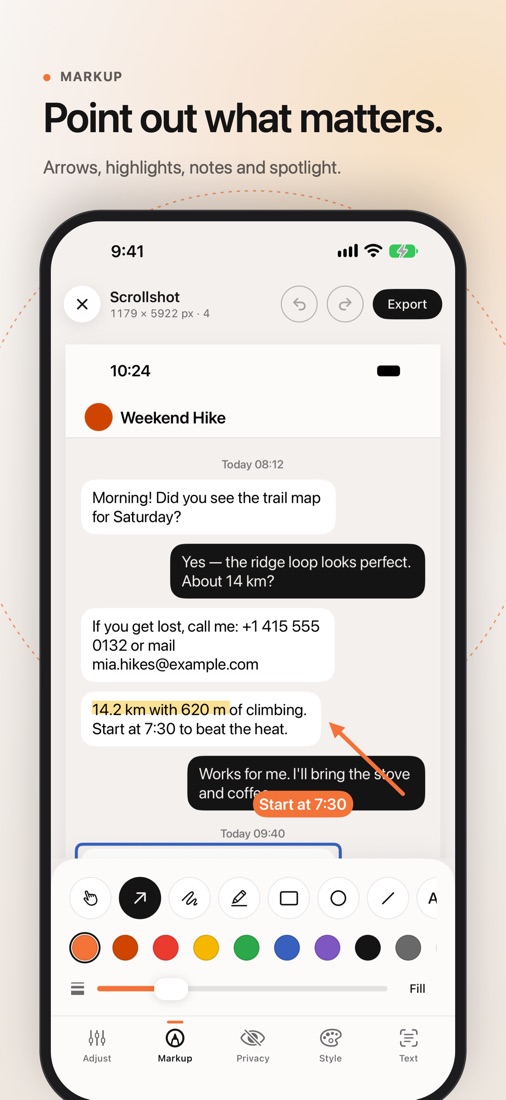 MARKUP
Point out what matters.
Arrows, highlights, notes and spotlight.
9:41
Scrollshot
1179 × 5922 px · 4
Export
10:24
Weekend Hike
Today 08:12
Morning! Did you see the trail map
for Saturday?
Yes — the ridge loop looks perfect.
About 14 km?
If you get lost, call me: +1 415 555
0132 or mail
mia.hikes@example.com
14.2 km with 620 m of climbing.
Start at 7:30 to beat the heat.
Works for me. I'll bring the stove
and coffe
Start at 7:30
Today 09:40
A
Fill
Adjust
Markup
Privacy
Style
Text